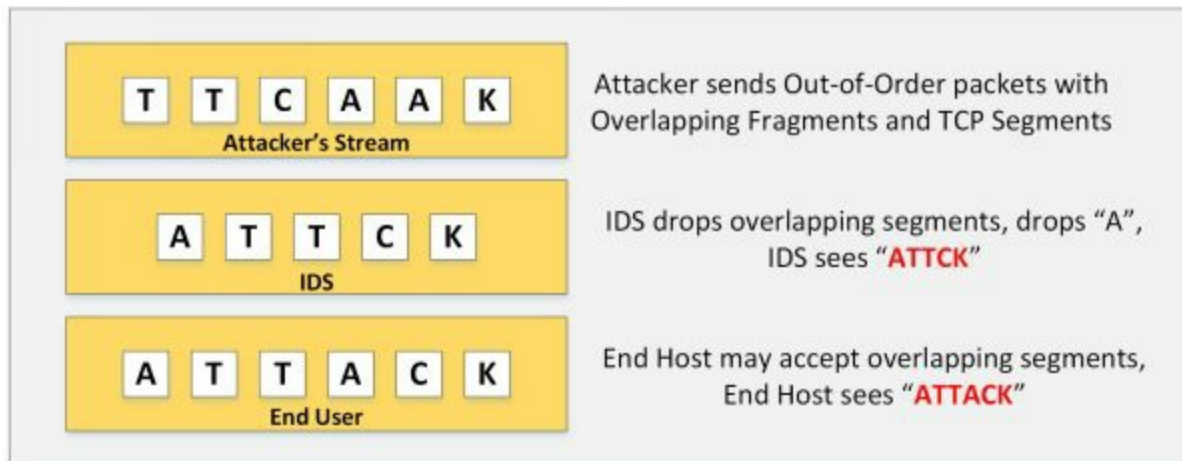 T T C A A K
Attacker's Stream
Attacker sends Out-of-Order packets with
Overlapping Fragments and TCP Segments
A T T C K
IDS
IDS drops overlapping segments, drops “A”,
IDS sees “ATTCK”
A T T A C K
End User
End Host may accept overlapping segments,
End Host sees “ATTACK”